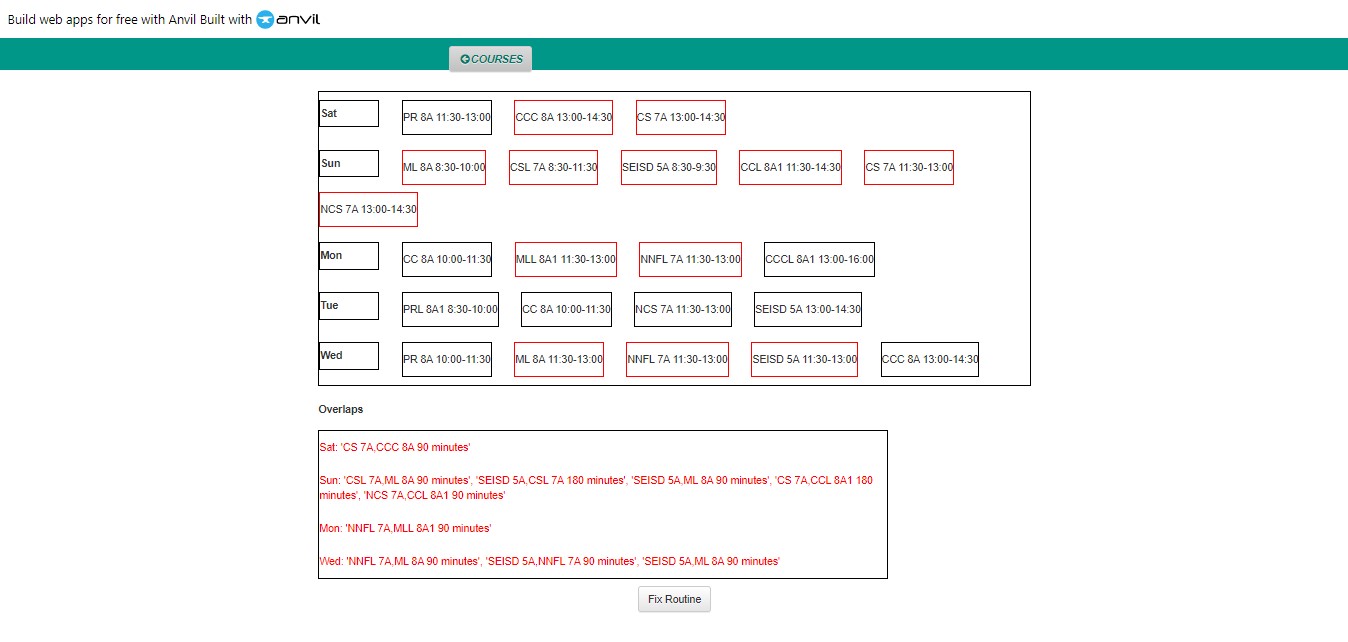 Build web apps for free with Anvil Built with anvil
COURSES
Sat PR 8A 11:30-13:00 CCC 8A 13:00-14:30 CS 7A 13:00-14:30
Sun ML 8A 8:30-10:00 CSL 7A 8:30-11:30 SEISD 5A 8:30-9:30 CCL 8A1 11:30-14:30 CS 7A 11:30-13:00
NCS 7A 13:00-14:30
Mon CC 8A 10:00-11:30 MLL 8A1 11:30-13:00 NNFL 7A 11:30-13:00 CCCL 8A1 13:00-16:00
Tue PRL 8A1 8:30-10:00 CC 8A 10:00-11:30 NCS 7A 11:30-13:00 SEISD 5A 13:00-14:30
Wed PR 8A 10:00-11:30 ML 8A 11:30-13:00 NNFL 7A 11:30-13:00 SEISD 5A 11:30-13:00 CCC 8A 13:00-14:30
Overlaps
Sat: 'CS 7A,CCC 8A 90 minutes'
Sun: 'CSL 7A,ML 8A 90 minutes', 'SEISD 5A,CSL 7A 180 minutes', 'SEISD 5A,ML 8A 90 minutes', 'CS 7A,CCL 8A1 180
minutes', 'NCS 7A,CCL 8A1 90 minutes'
Mon: 'NNFL 7A,MLL 8A1 90 minutes'
Wed: 'NNFL 7A,ML 8A 90 minutes', 'SEISD 5A,NNFL 7A 90 minutes', 'SEISD 5A,ML 8A 90 minutes'
Fix Routine